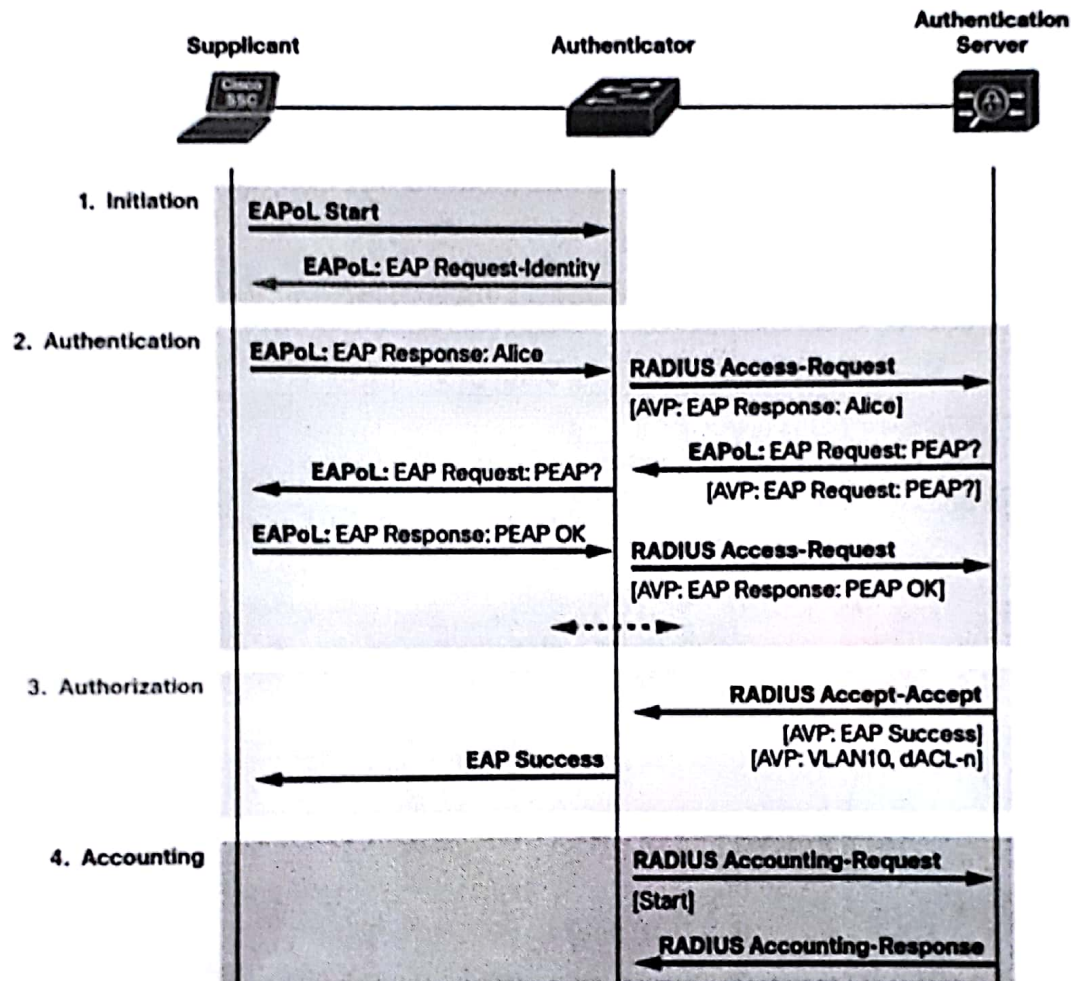 Authentication
Server
Supplicant
Authenticator
Cisco
SSC
1. Initiation
EAPoL Start
EAPoL: EAP Request-Identity
2. Authentication
EAPoL: EAP Response: Alice
RADIUS Access-Request
[AVP: EAP Response: Alice]
EAPoL: EAP Request: PEAP?
EAPoL: EAP Request: PEAP?
[AVP: EAP Request: PEAP?]
EAPoL: EAP Response: PEAP OK
RADIUS Access-Request
[AVP: EAP Response: PEAP OK]
3. Authorization
RADIUS Accept-Accept
[AVP: EAP Success]
EAP Success
[AVP: VLAN10, dACL-n]
4. Accounting
RADIUS Accounting-Request
[Start]
RADIUS Accounting-Response